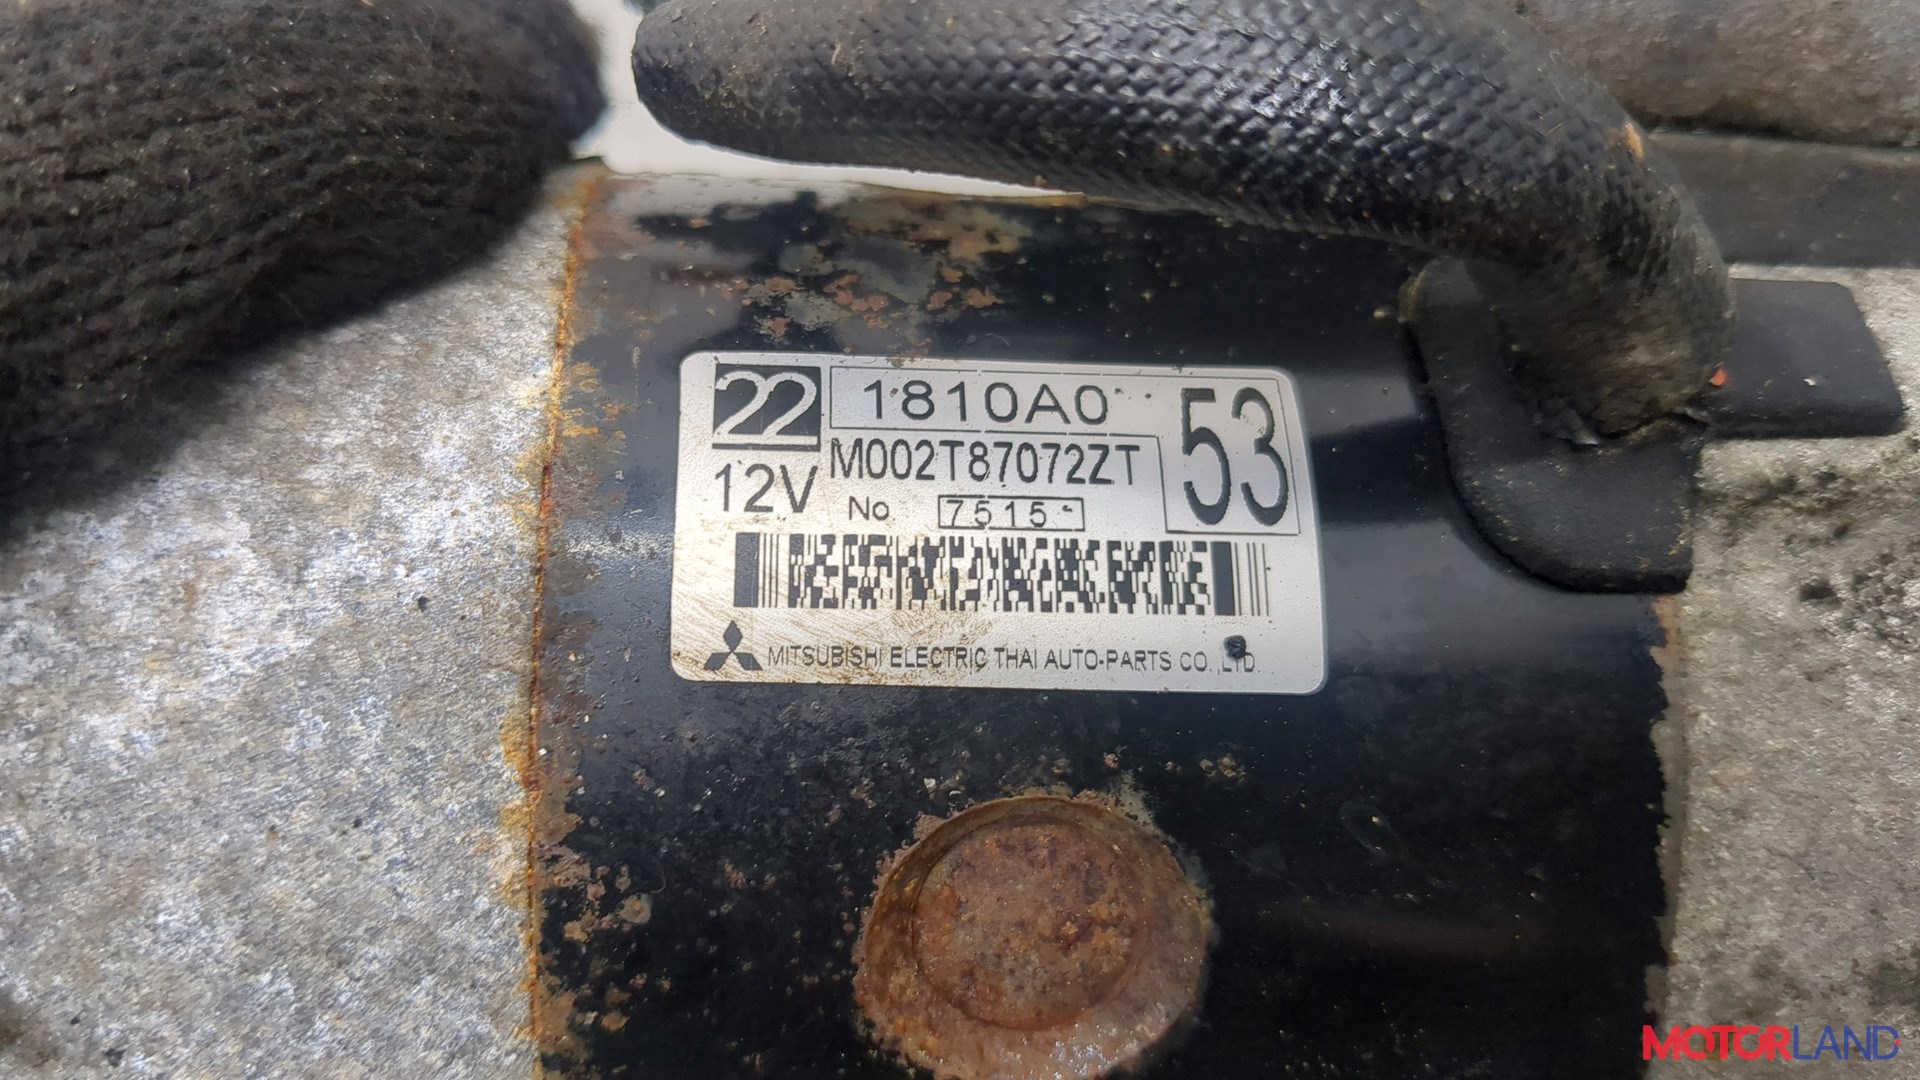 22 1810A0 53
M002T87072ZT
12V No 7515
MITSUBISHI ELECTRIC THAI AUTO-PARTS CO.,LTD.
MOTORLAND